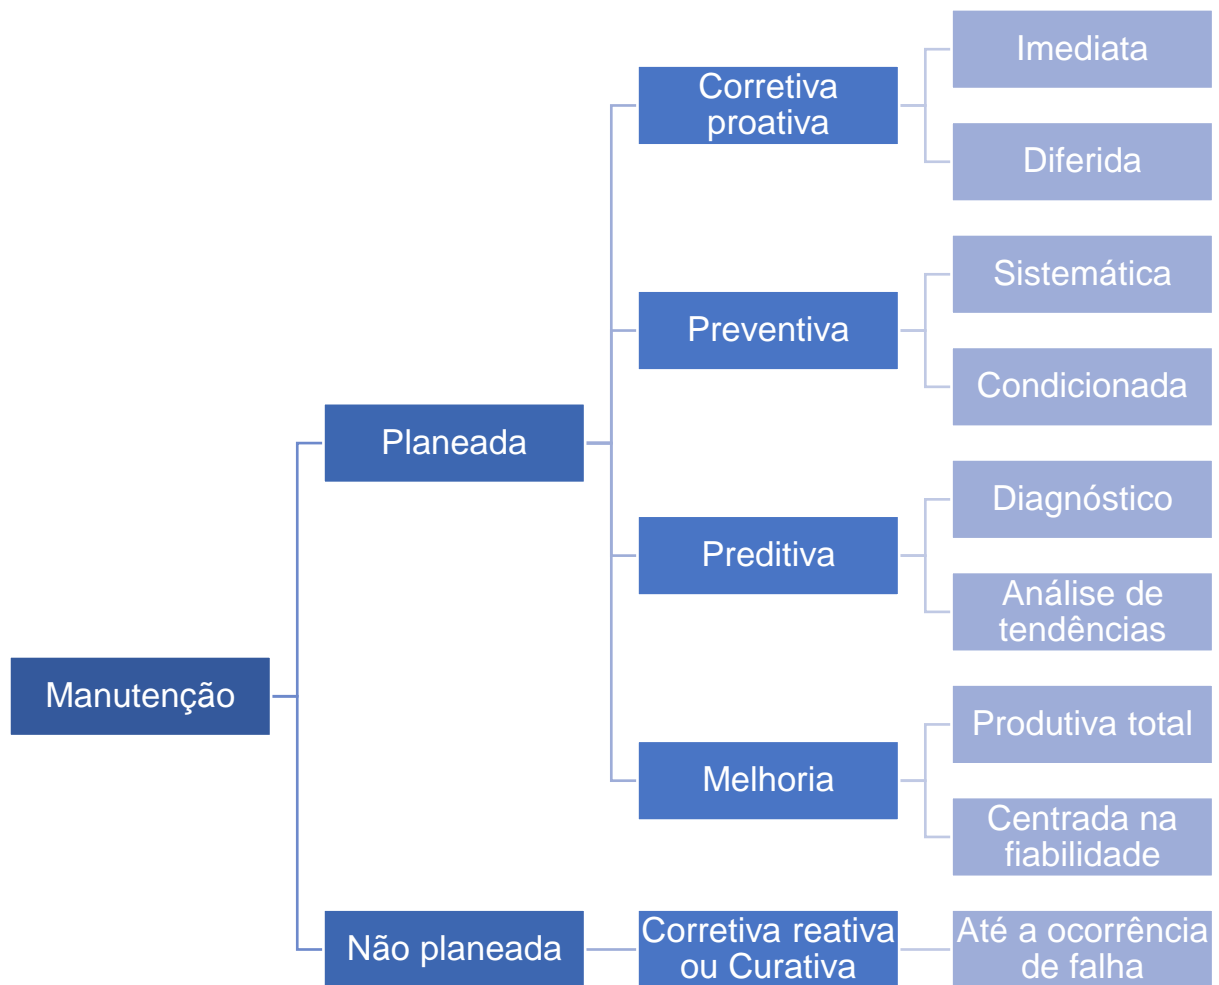 Manutenção
Planeada
Corretiva
proativa
Imediata
Diferida
Preventiva
Sistemática
Condicionada
Preditiva
Diagnóstico
Análise de
tendências
Melhoria
Produtiva total
Centrada na
fiabilidade
Não planeada
Corretiva reativa
ou Curativa
Até a ocorrência
de falha